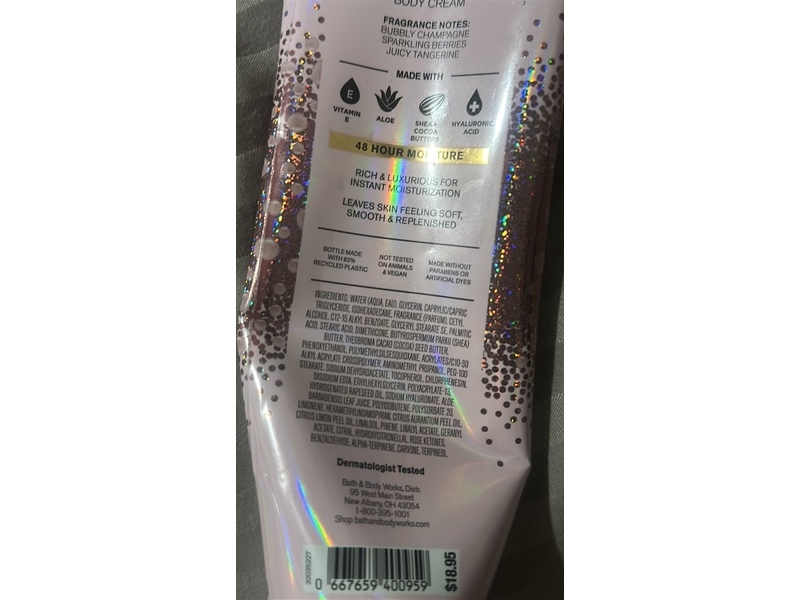 BODY CREAM
FRAGRANCE NOTES:
BUBBLY CHAMPAGNE
SPARKLING BERRIES
JUICY TANGERINE
MADE WITH
E
VITAMIN
E
ALOE
SHEA+
COCOA
BUTTERS
HYALURONIC
ACID
48 HOUR MOISTURE
RICH & LUXURIOUS FOR
INSTANT MOISTURIZATION
LEAVES SKIN FEELING SOFT,
SMOOTH & REPLENISHED
BOTTLE MADE
WITH
RECYCLED PLASTIC
NOT TESTED
ON ANIMALS
& VEGAN
MADE WITHOUT
PARABENS OR
ARTIFICIAL DYES
INGREDIENTS: WATER (AQUA, EAU), GLYCERIN, CAPRYLIC/CAPRIC
TRIGLYCERIDE, ISOHEXADECANE, FRAGRANCE (PARFUM), CETYL
ALCOHOL, C12-15 ALKYL BENZOATE, GLYCERYL STEARATE SE, PALMITIC
ACID, STEARIC ACID, DIMETHICONE, BUTYROSPERMUM PARKII (SHEA)
BUTTER, THEOBROMA CACAO (COCOA) SEED BUTTER,
PHENOXYETHANOL, POLYMETHYLSILSESQUIOXANE, ACRYLATES/C10-30
ALKYL ACRYLATE CROSSPOLYMER, AMINOMETHYL PROPANOL, PEG-100
STEARATE, SODIUM DEHYDROACETATE, TOCOPHEROL, CHLORPHENESIN,
DISODIUM EDTA, ETHYLHEXYLGLYCERIN, POLYACRYLATE-13,
HYDROGENATED RAPESEED OIL, SODIUM HYALURONATE, ALOE
BARBADENSIS LEAF JUICE, POLYISOBUTENE, POLYSORBATE 20,
LIMONENE, HEXAMETHYLINDANOPYRAN, CITRUS AURANTIUM PEEL OIL,
CITRUS LIMON PEEL OIL, LINALOOL, PINENE, LINALYL ACETATE, GERANYL
ACETATE, CITRAL, HYDROXYCITRONELLAL, ROSE KETONES,
BENZALDEHYDE, ALPHA-TERPINENE, CARVONE, TERPINEOL.
Dermatologist Tested
Bath & Body Works, Distr.
95 West Main Street
New Albany, OH 43054
1-800-395-1001
Shop bathandbodyworks.com
0 667659 400959
$18.95